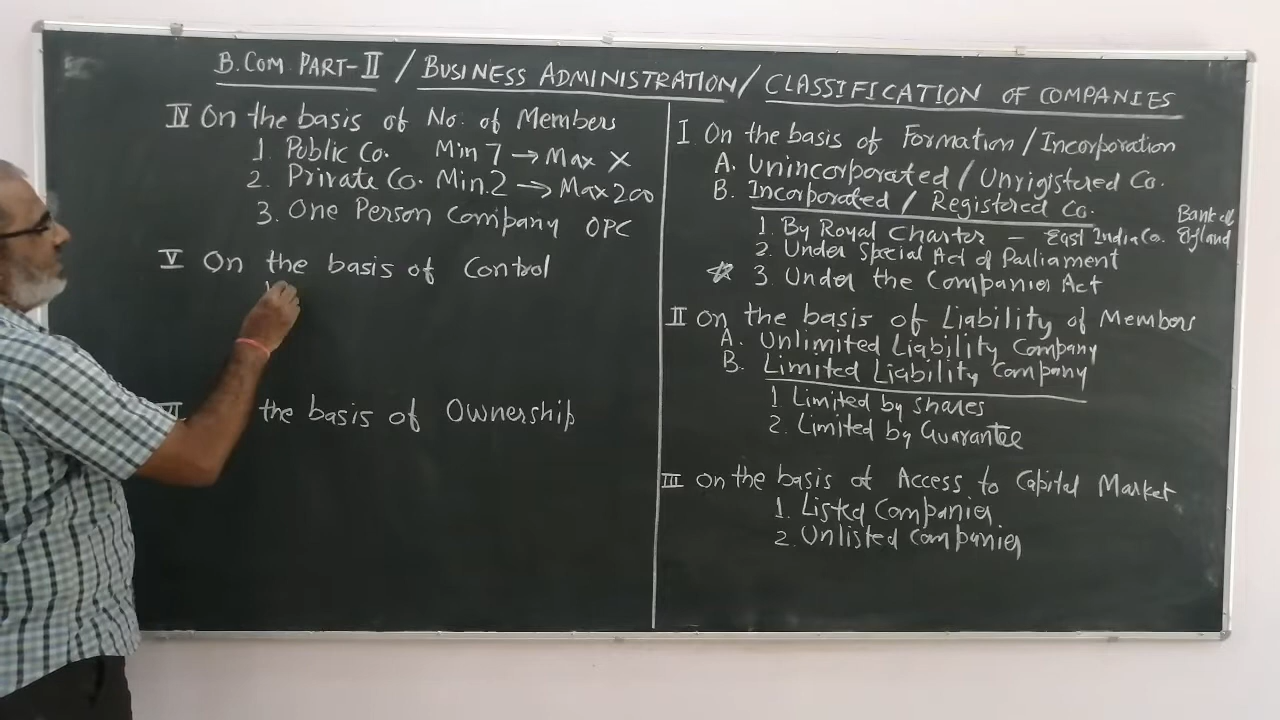 B.COM. PART-II / BUSINESS ADMINISTRATION / CLASSIFICATION OF COMPANIES
IV On the basis of No. of Members
1. Public Co. Min 7 → Max X
2. Private Co. Min.2 → Max 200
3. One Person Company OPC
V On the basis of Control
VI the basis of Ownership
I On the basis of Formation / Incorporation
A. Unincorporated / Unrigistered Co.
B. Incorporated / Registered Co.
1. By Royal Charter – East India Co. Bank of England
2. Under Special Act of Parliament
☆ 3. Under the Companies Act
II On the basis of Liability of Members
A. Unlimited Liability Company
B. Limited Liability Company
1 Limited by Shares
2. Limited by Guarantee
III On the basis of Access to Capital Market
1. Listed Companies
2. Unlisted Companies